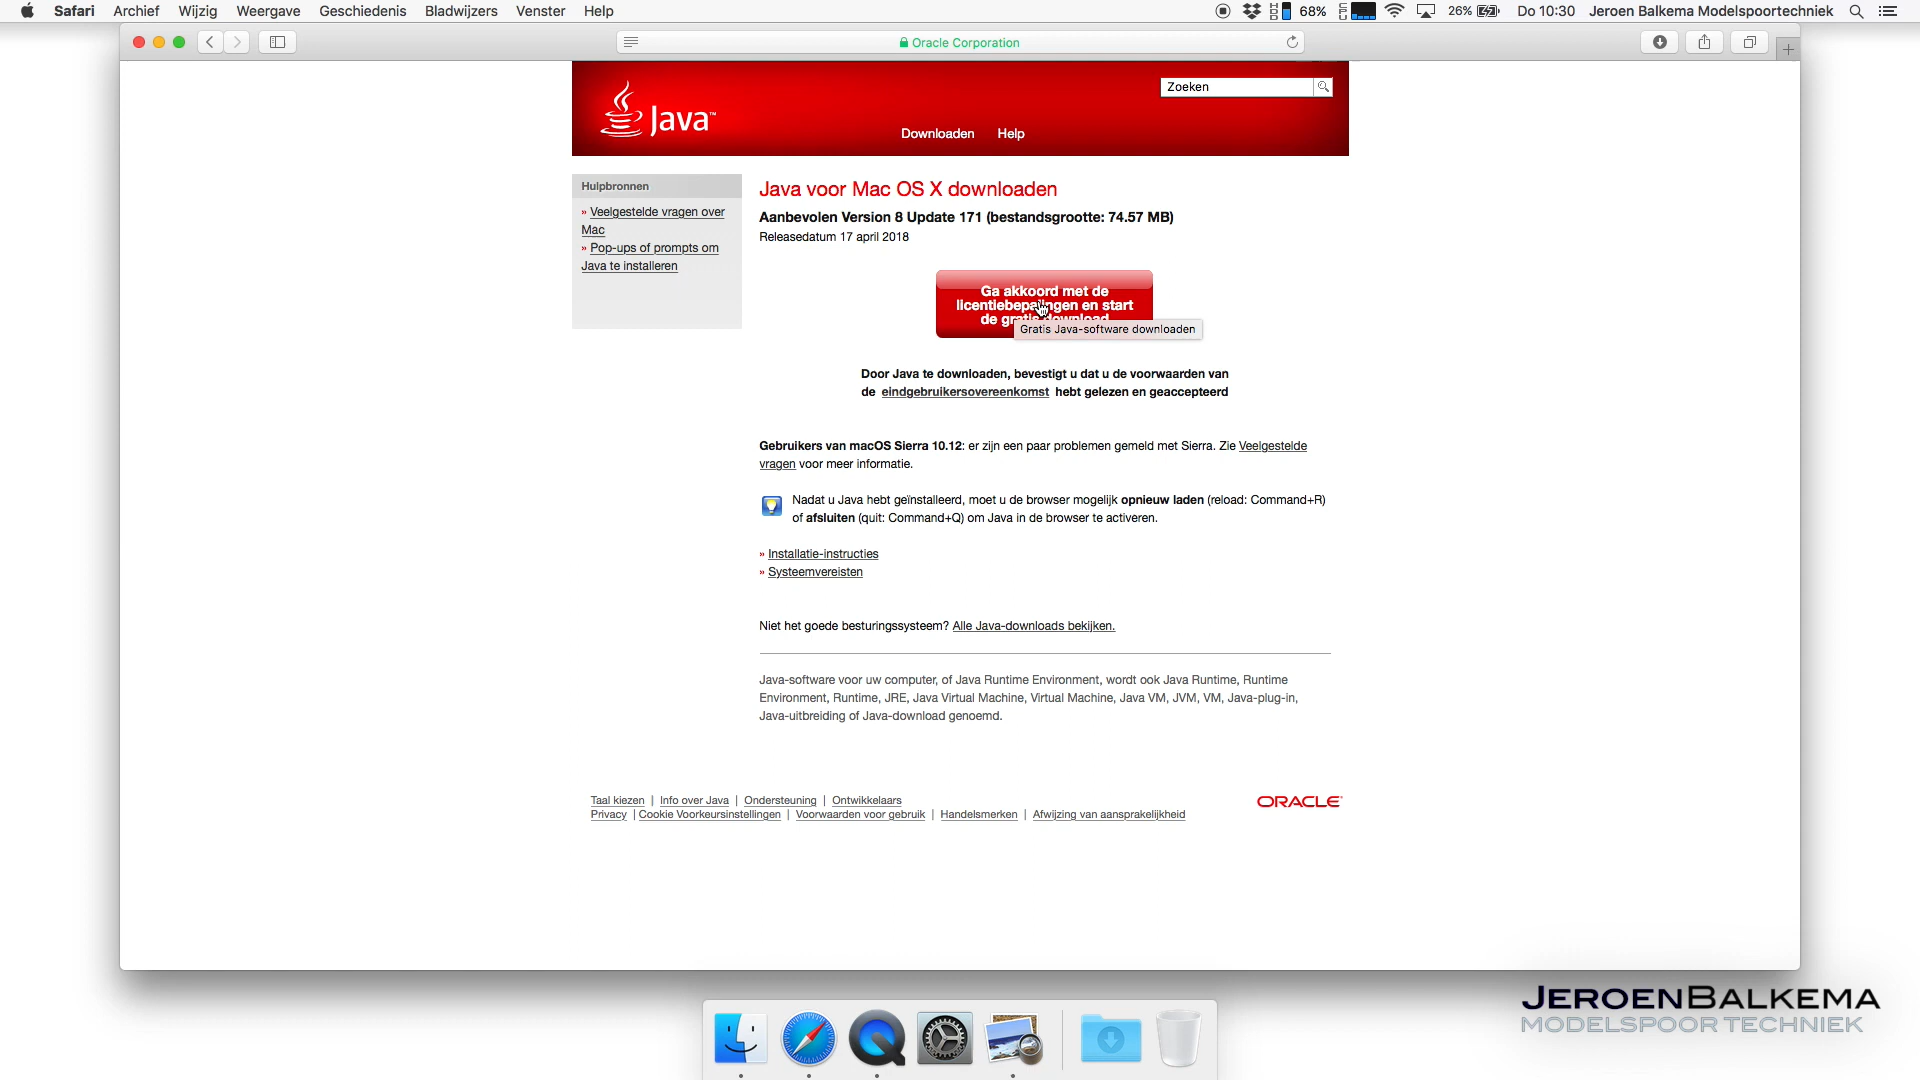 Safari Archief Wijzig Weergave Geschiedenis Bladwijzers Venster Help 68% 26% Do 10:30 Jeroen Balkema Modelspoortechniek
Oracle Corporation
Java™
Zoeken
Downloaden Help
Hulpbronnen
» Veelgestelde vragen over
Mac
» Pop-ups of prompts om
Java te installeren
Java voor Mac OS X downloaden
Aanbevolen Version 8 Update 171 (bestandsgrootte: 74.57 MB)
Releasedatum 17 april 2018
Ga akkoord met de
licentiebepalingen en start
de gratis download
Gratis Java-software downloaden
Door Java te downloaden, bevestigt u dat u de voorwaarden van
de eindgebruikersovereenkomst hebt gelezen en geaccepteerd
Gebruikers van macOS Sierra 10.12: er zijn een paar problemen gemeld met Sierra. Zie Veelgestelde
vragen voor meer informatie.
Nadat u Java hebt geïnstalleerd, moet u de browser mogelijk opnieuw laden (reload: Command+R)
of afsluiten (quit: Command+Q) om Java in de browser te activeren.
» Installatie-instructies
» Systeemvereisten
Niet het goede besturingssysteem? Alle Java-downloads bekijken.
Java-software voor uw computer, of Java Runtime Environment, wordt ook Java Runtime, Runtime
Environment, Runtime, JRE, Java Virtual Machine, Virtual Machine, Java VM, JVM, VM, Java-plug-in,
Java-uitbreiding of Java-download genoemd.
Taal kiezen | Info over Java | Ondersteuning | Ontwikkelaars
Privacy | Cookie Voorkeursinstellingen | Voorwaarden voor gebruik | Handelsmerken | Afwijzing van aansprakelijkheid
ORACLE
JEROENBALKEMA
MODELSPOORTECHNIEK